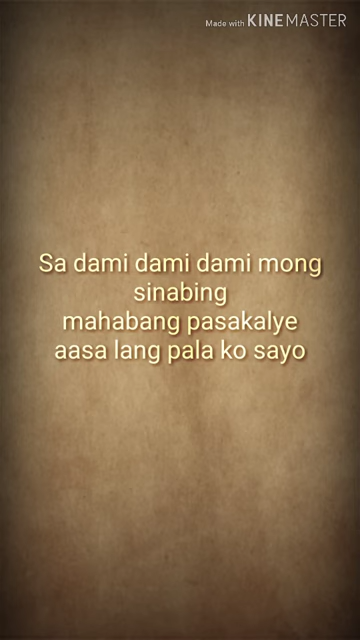 Made with KINEMASTER
Sa dami dami dami mong
sinabing
mahabang pasakalye
aasa lang pala ko sayo